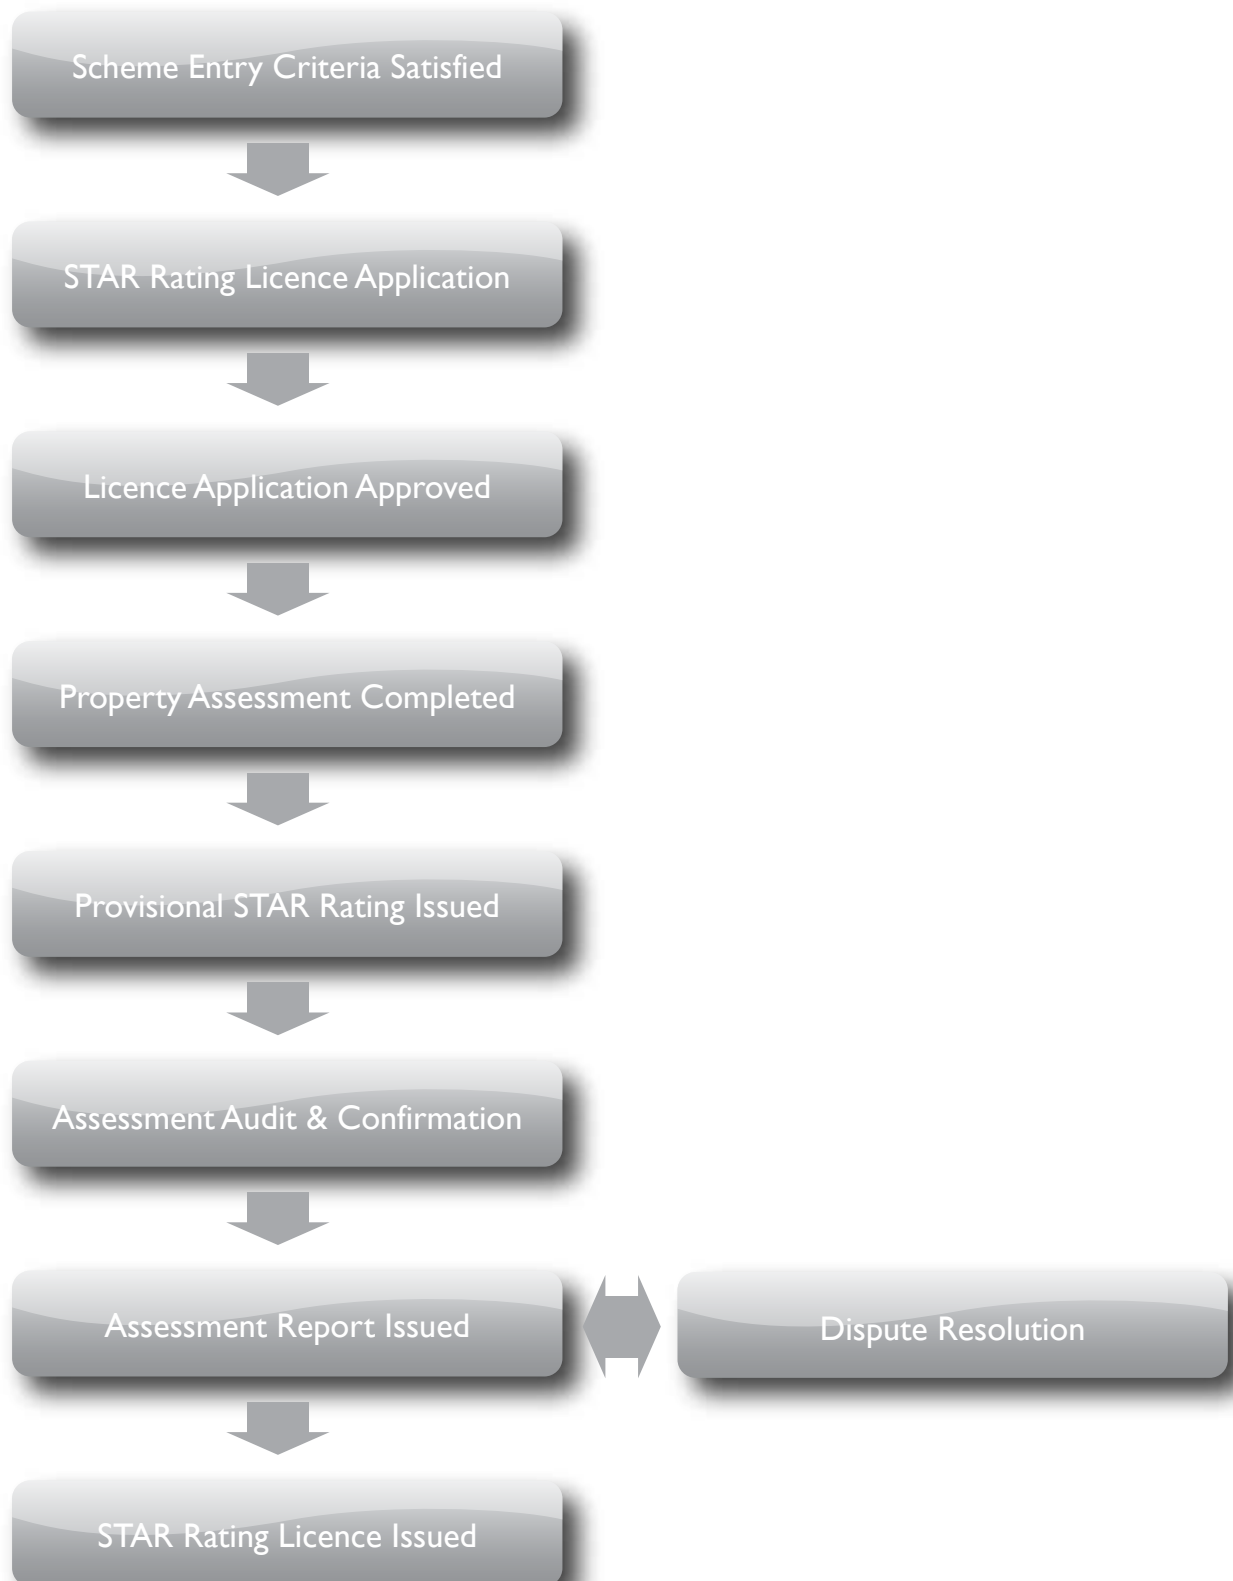 Scheme Entry Criteria Satisfied
STAR Rating Licence Application
Licence Application Approved
Property Assessment Completed
Provisional STAR Rating Issued
Assessment Audit & Confirmation
Assessment Report Issued
Dispute Resolution
STAR Rating Licence Issued